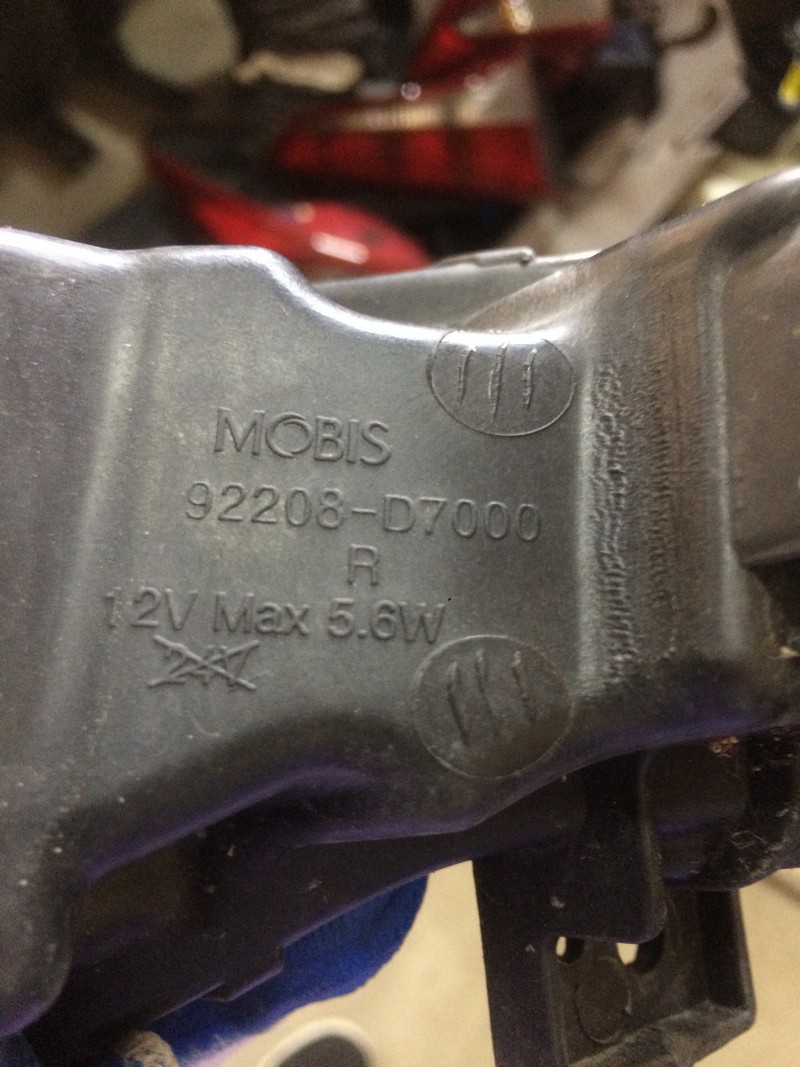 MOBIS
92208-D7000
R
12V Max 5.6W